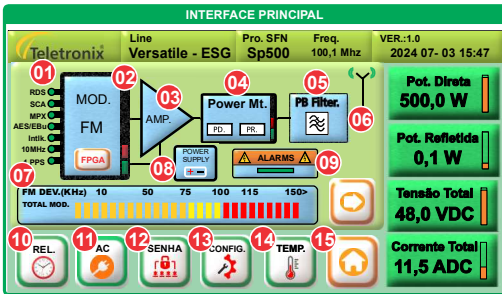 INTERFACE PRINCIPAL
Teletronix
Line
Versatile - ESG
Pro. SFN
Sp500
Freq.
100,1 Mhz
VER.:1.0
2024 07- 03 15:47
01
RDS
SCA
MPX
AES/EBu
Intlk.
10MHz
1 PPS
02
MOD.
FM
FPGA
03
AMP.
04
Power Mt.
PD.
PR.
05
PB Filter.
06
07
08
POWER
SUPPLY
09
ALARMS
FM DEV.(KHz) 10 50 75 100 115 150>
TOTAL MOD.
10
REL.
11
AC
12
SENHA
13
CONFIG.
14
TEMP.
15
Pot. Direta
500,0 W
Pot. Refletida
0,1 W
Tensão Total
48,0 VDC
Corrente Total
11,5 ADC